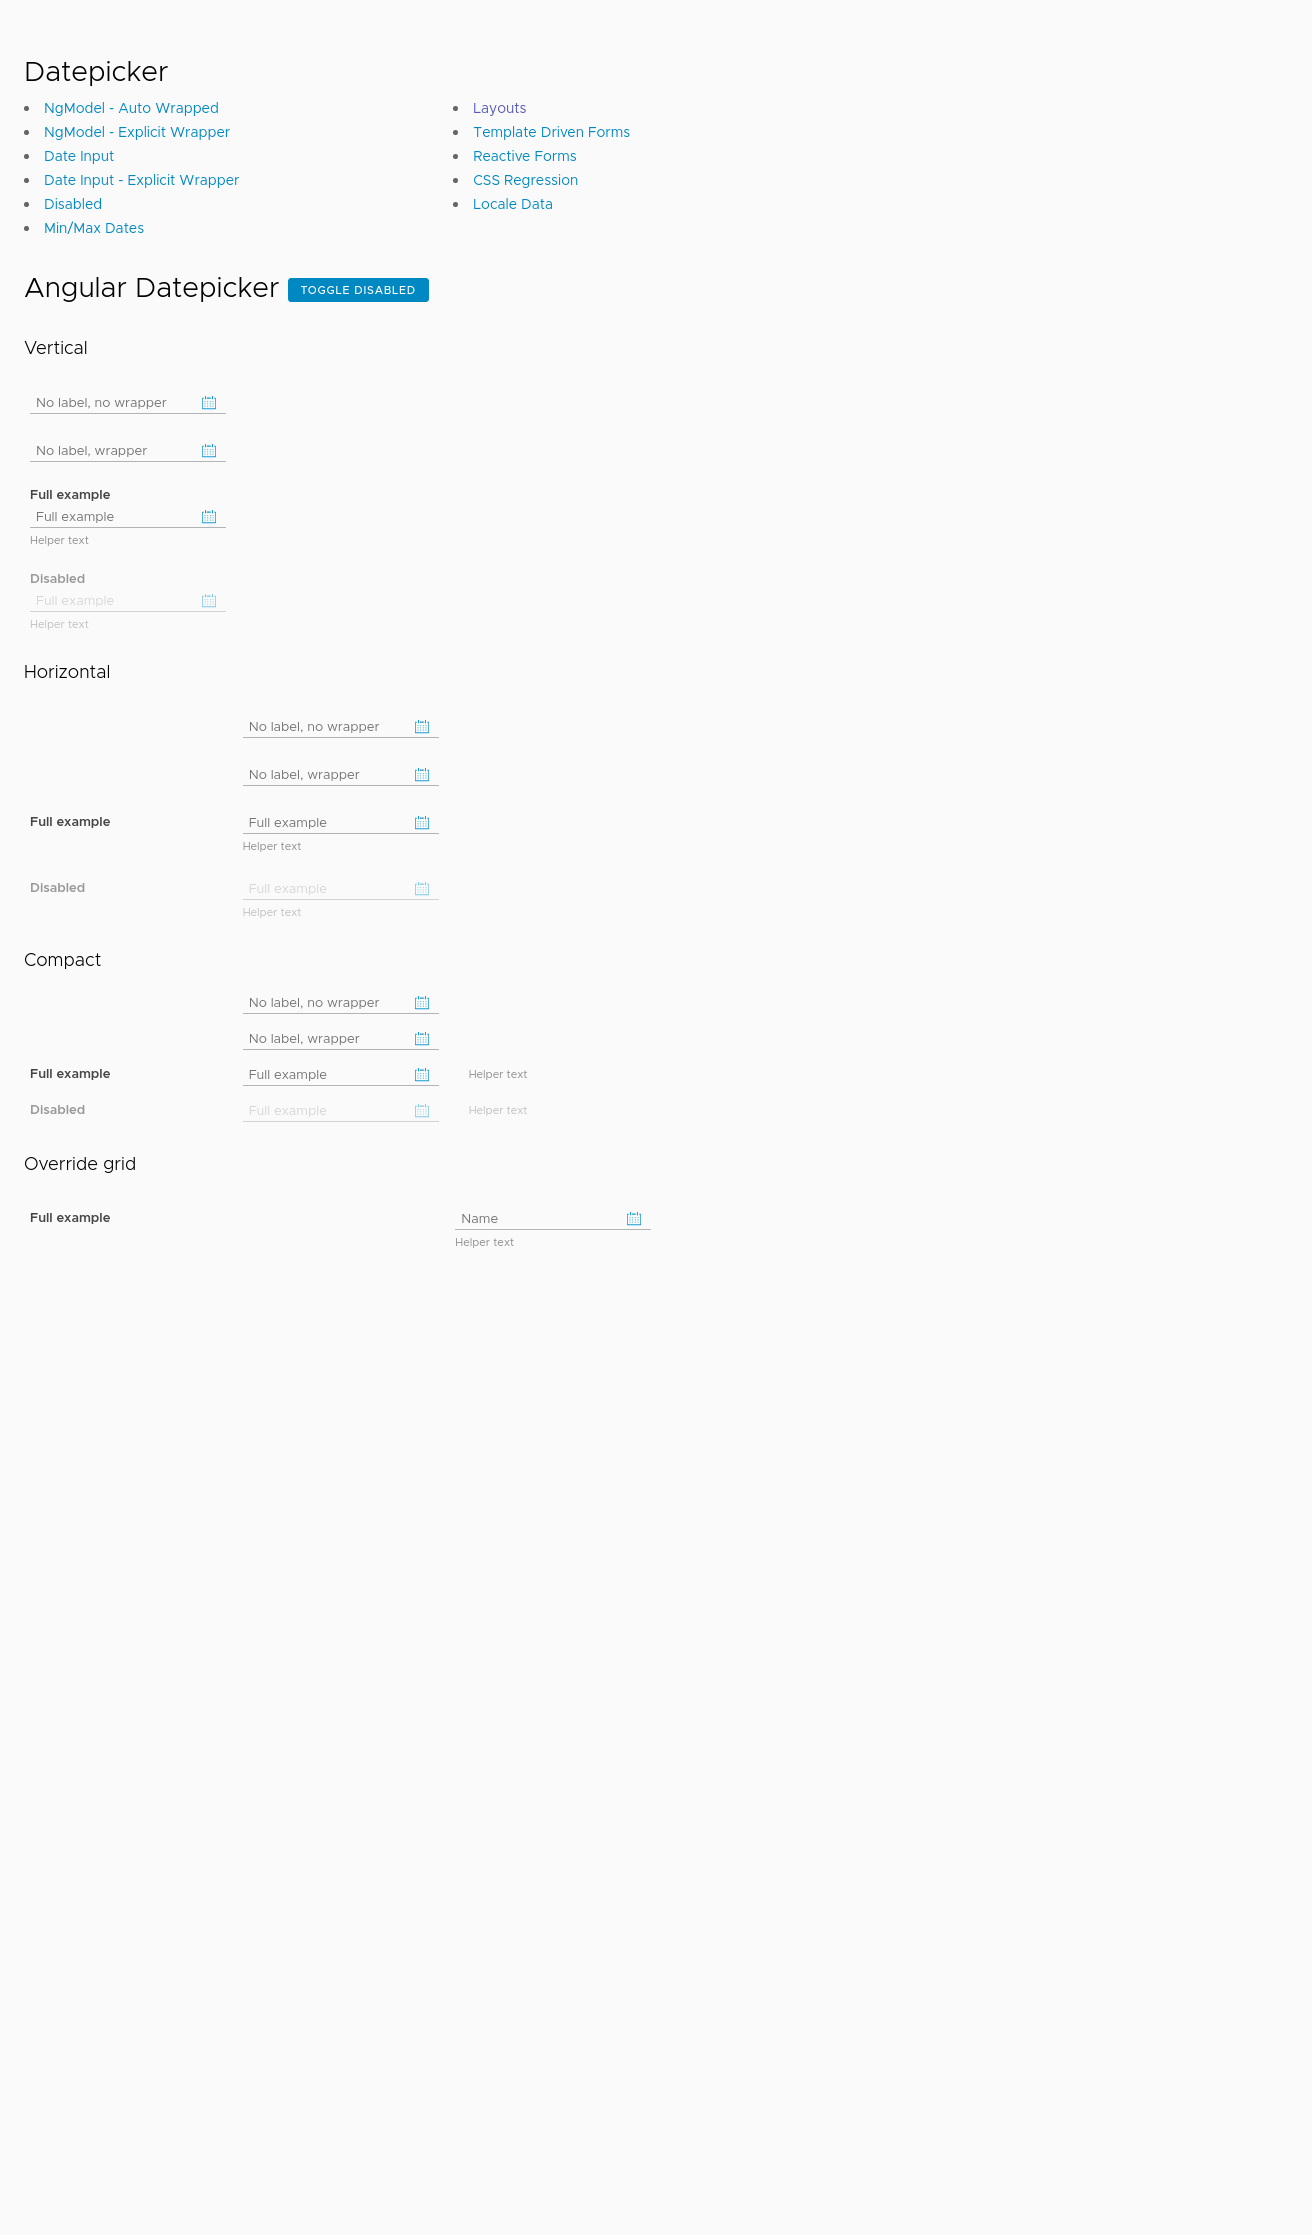 Datepicker
NgModel - Auto Wrapped
NgModel - Explicit Wrapper
Date Input
Date Input - Explicit Wrapper
Disabled
Min/Max Dates
Layouts
Template Driven Forms
Reactive Forms
CSS Regression
Locale Data
Angular Datepicker TOGGLE DISABLED
Vertical
No label, no wrapper
No label, wrapper
Full example
Full example
Helper text
Disabled
Full example
Helper text
Horizontal
No label, no wrapper
No label, wrapper
Full example Full example
Helper text
Disabled Full example
Helper text
Compact
No label, no wrapper
No label, wrapper
Full example Full example Helper text
Disabled Full example Helper text
Override grid
Full example Name
Helper text